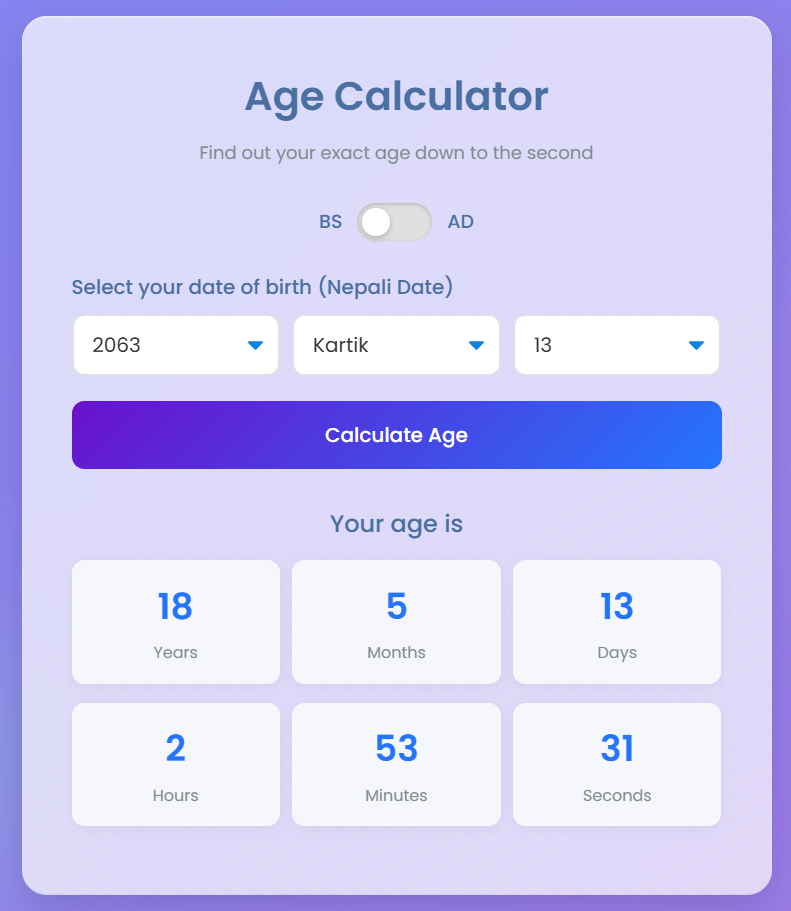 Age Calculator
Find out your exact age down to the second
BS AD
Select your date of birth (Nepali Date)
2063 Kartik 13
Calculate Age
Your age is
18 5 13
Years Months Days
2 53 31
Hours Minutes Seconds